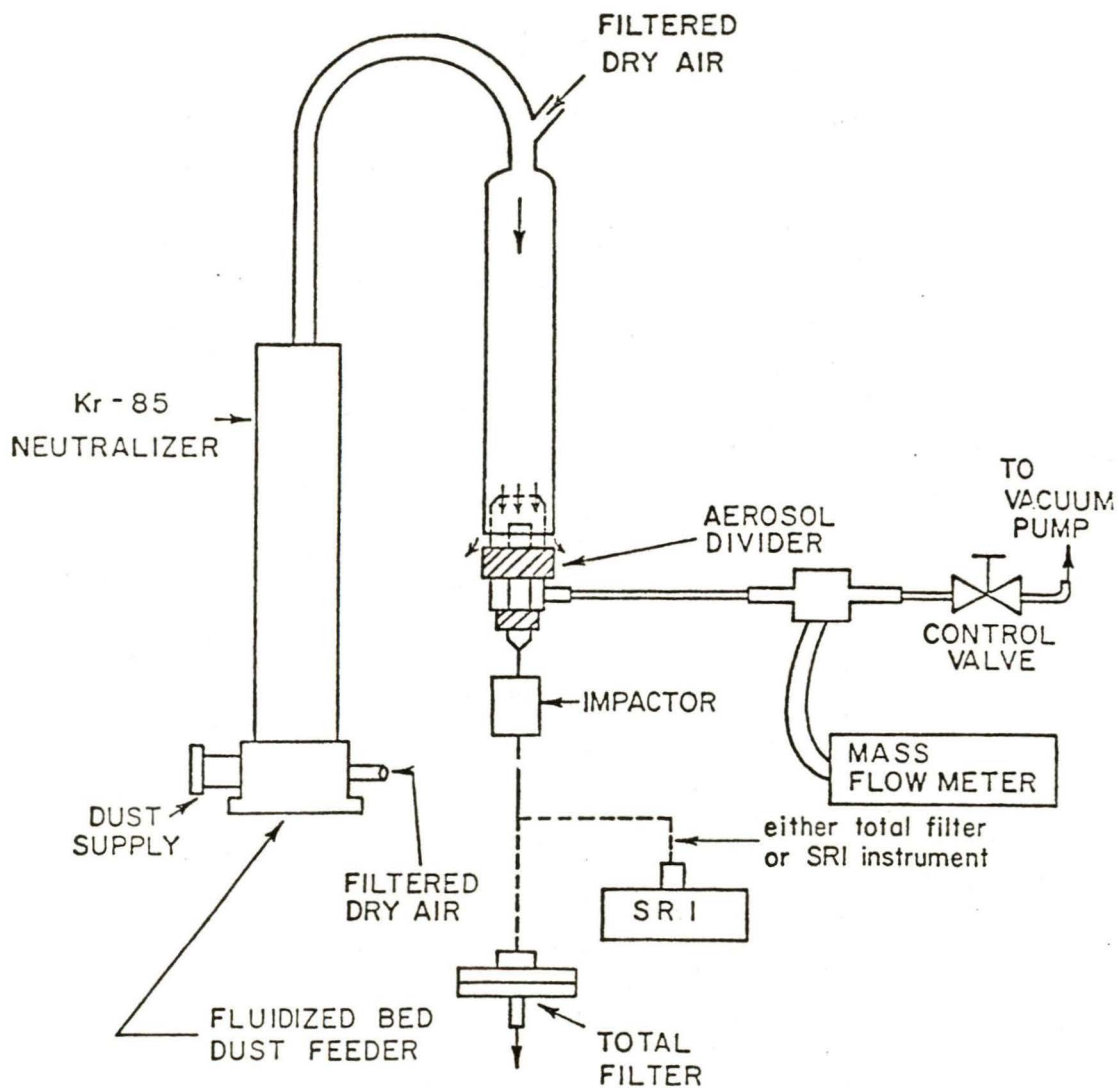 FILTERED
DRY AIR
Kr-85
NEUTRALIZER
AEROSOL
DIVIDER
TO
VACUUM
PUMP
CONTROL
VALVE
IMPACTOR
MASS
FLOW METER
DUST
SUPPLY
either total filter
or SRI instrument
FILTERED
DRY AIR
SRI
FLUIDIZED BED
DUST FEEDER
TOTAL
FILTER